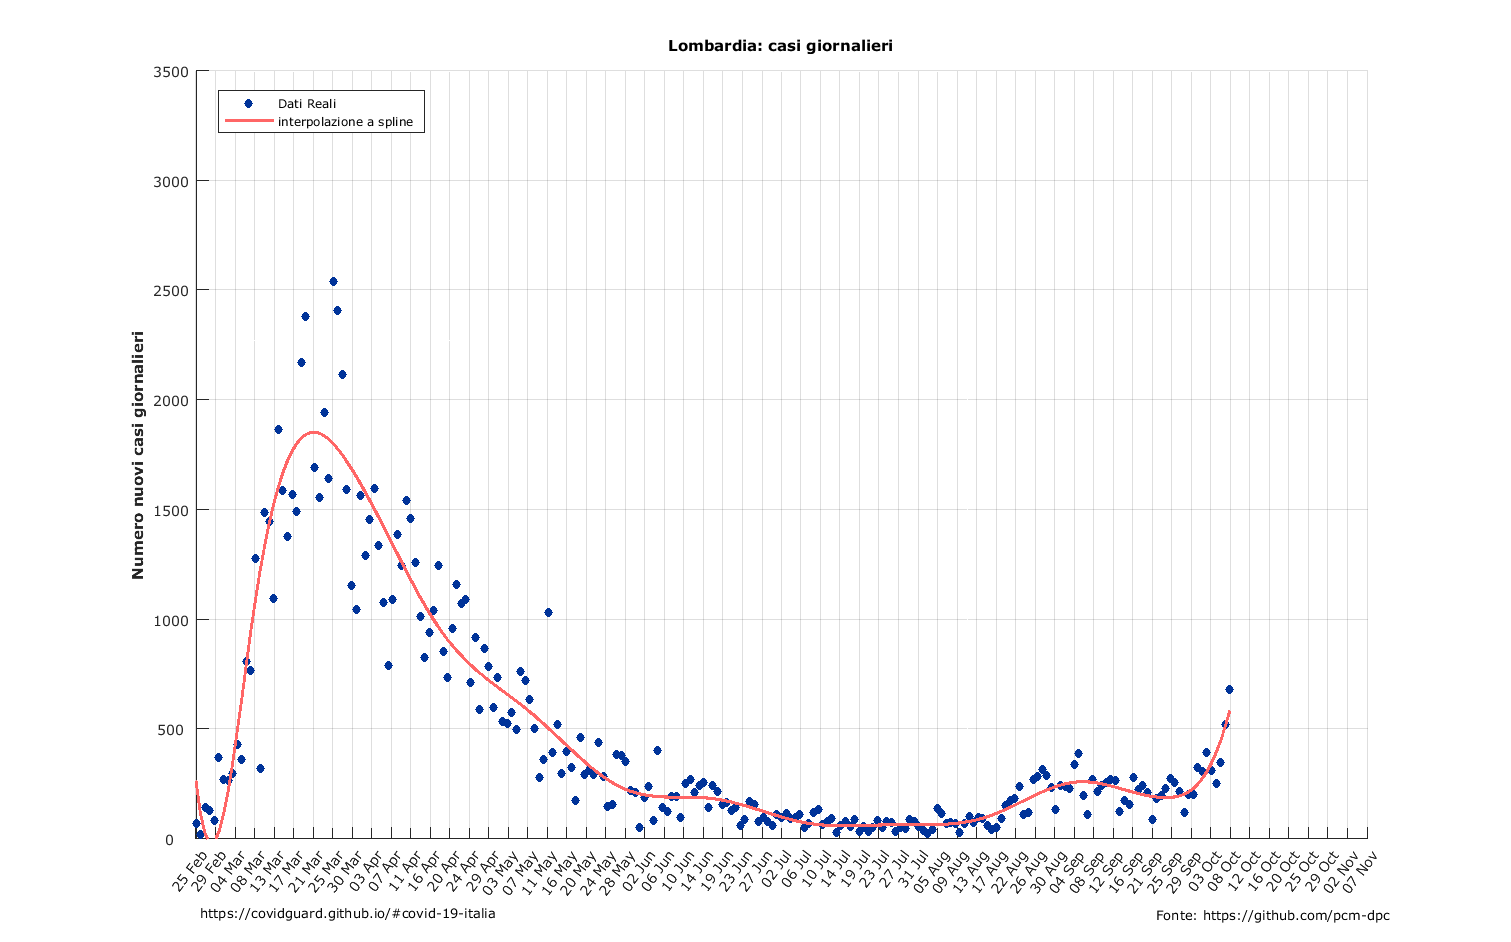 Lombardia: casi giornalieri
3500
3000
2500
2000
1500
1000
500
0
Numero nuovi casi giornalieri
Dati Reali
interpolazione a spline
25 Feb
29 Feb
04 Mar
08 Mar
13 Mar
17 Mar
21 Mar
25 Mar
30 Mar
03 Apr
07 Apr
11 Apr
16 Apr
20 Apr
24 Apr
29 Apr
03 May
07 May
11 May
16 May
20 May
24 May
28 May
02 Jun
06 Jun
10 Jun
14 Jun
19 Jun
23 Jun
27 Jun
02 Jul
06 Jul
10 Jul
14 Jul
19 Jul
23 Jul
27 Jul
31 Jul
05 Aug
09 Aug
13 Aug
17 Aug
22 Aug
26 Aug
30 Aug
04 Sep
08 Sep
12 Sep
16 Sep
21 Sep
25 Sep
29 Sep
03 Oct
08 Oct
12 Oct
16 Oct
20 Oct
25 Oct
29 Oct
02 Nov
07 Nov
https://covidguard.github.io/#covid-19-italia
Fonte: https://github.com/pcm-dpc